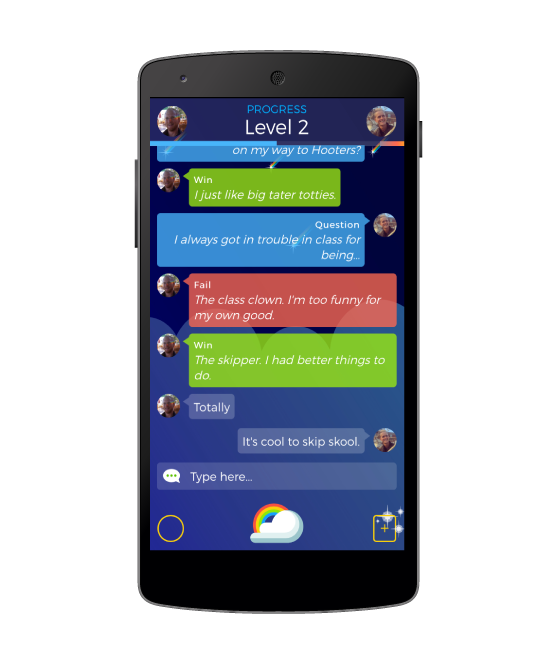 PROGRESS
Level 2
on my way to Hooters?
Win
I just like big tater totties.
Question
I always got in trouble in class for
being...
Fail
The class clown. I'm too funny for
my own good.
Win
The skipper. I had better things to
do.
Totally
It's cool to skip skool.
Type here...